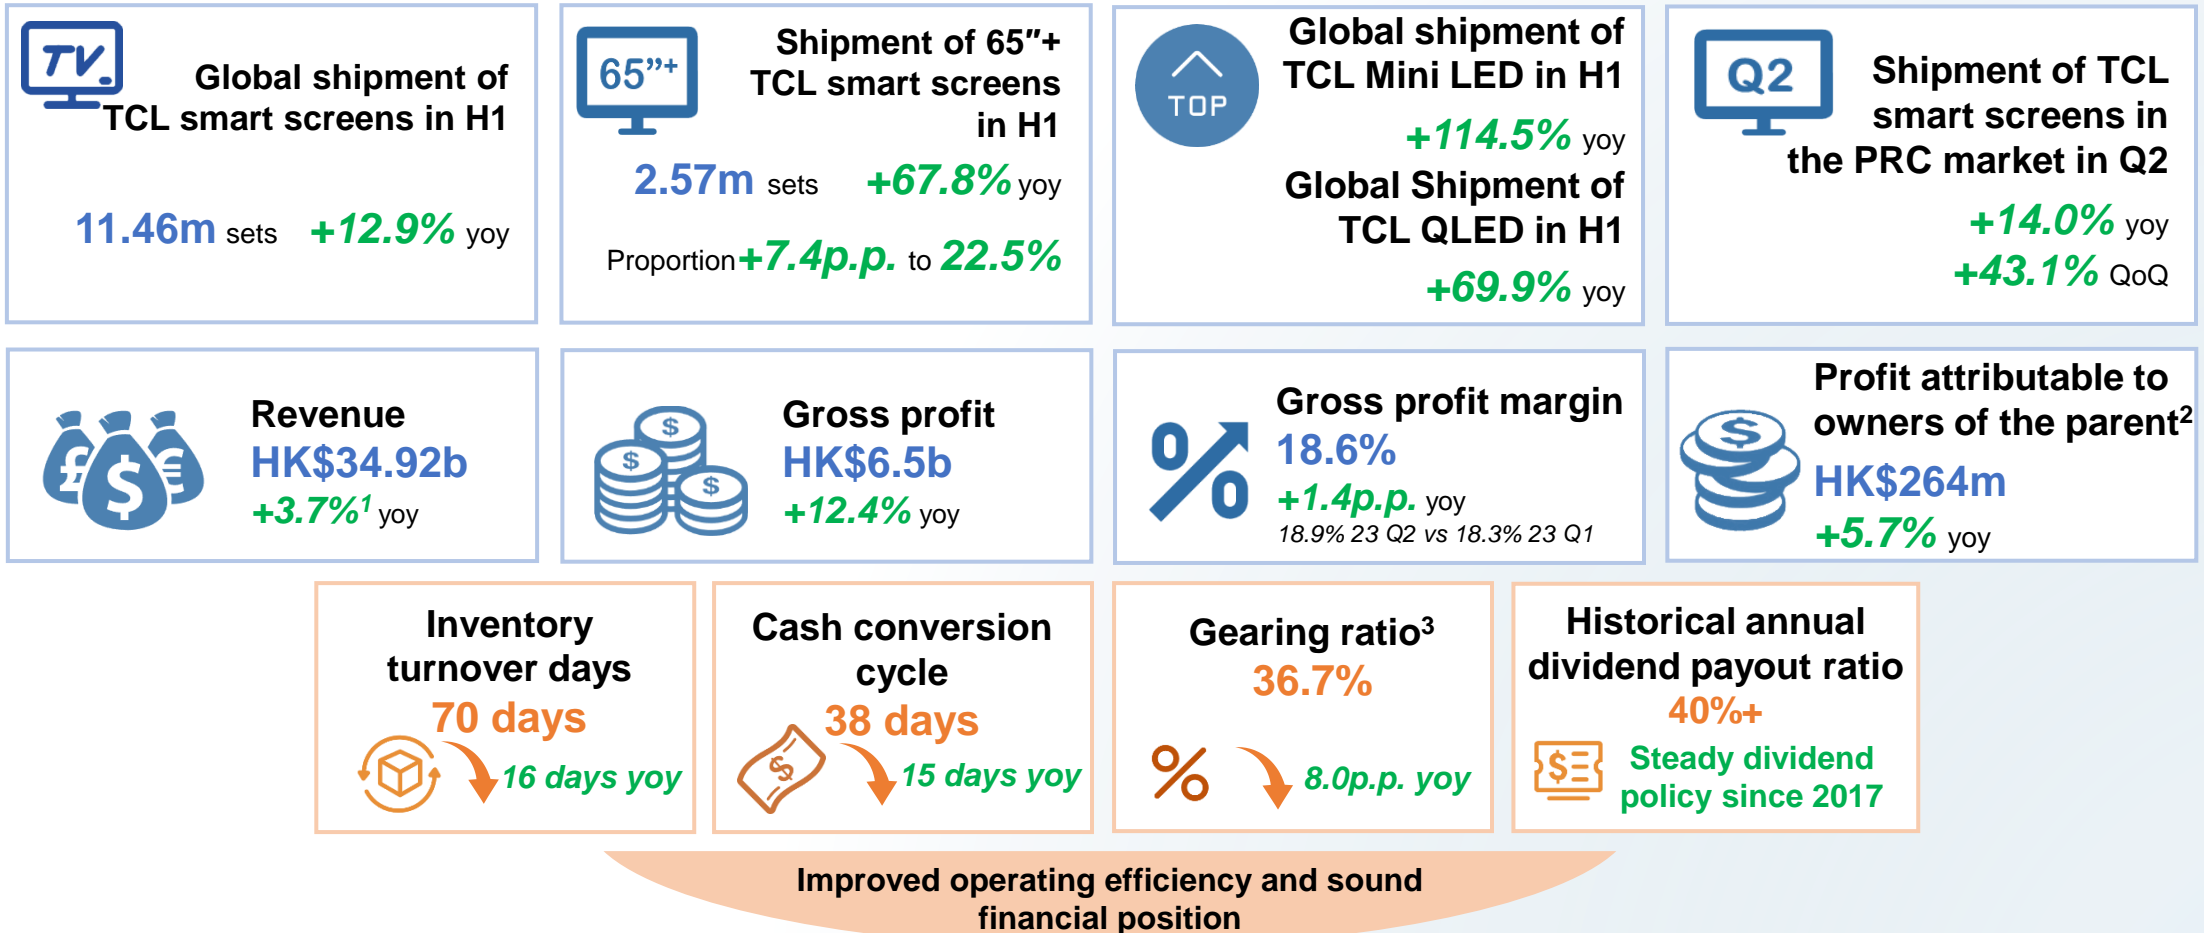 TV
Global shipment of
TCL smart screens in H1
11.46m sets +12.9% yoy
65”+
Shipment of 65″+
TCL smart screens
in H1
2.57m sets +67.8% yoy
Proportion +7.4p.p. to 22.5%
TOP
Global shipment of
TCL Mini LED in H1
+114.5% yoy
Global Shipment of
TCL QLED in H1
+69.9% yoy
Q2
Shipment of TCL
smart screens in
the PRC market in Q2
+14.0% yoy
+43.1% QoQ
£ $ €
Revenue
HK$34.92b
+3.7%¹ yoy
$ $ $
Gross profit
HK$6.5b
+12.4% yoy
%
Gross profit margin
18.6%
+1.4p.p. yoy
18.9% 23 Q2 vs 18.3% 23 Q1
$
Profit attributable to
owners of the parent²
HK$264m
+5.7% yoy
Inventory
turnover days
70 days
16 days yoy
Cash conversion
cycle
38 days
$
15 days yoy
Gearing ratio³
36.7%
%
8.0p.p. yoy
Historical annual
dividend payout ratio
40%+
$
Steady dividend
policy since 2017
Improved operating efficiency and sound
financial position